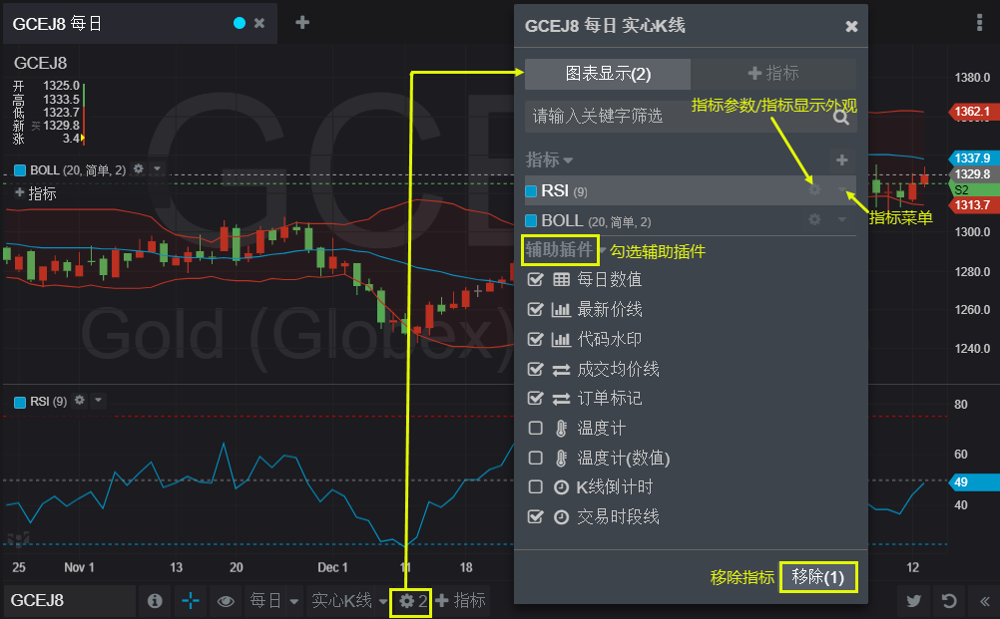 GCEJ8 每日
GCEJ8
开 1325.0
高 1333.5
低 1323.7
新 买 1329.8
涨 3.4
BOLL (20, 简单, 2)
指标
Gold (Globex)
RSI (9)
GCEJ8 每日 实心K线
图表显示(2)
指标
请输入关键字筛选
指标参数/指标显示外观
指标
RSI (9)
指标菜单
BOLL (20, 简单, 2)
辅助插件
勾选辅助插件
每日数值
最新价线
代码水印
成交均价线
订单标记
温度计
温度计(数值)
K线倒计时
交易时段线
移除指标
移除(1)
1380.0
1362.1
1337.9
1329.8
S2
1313.7
1300.0
1280.0
1260.0
1240.0
80
60
49
40
25 Nov 1 13 20 Dec 1 11 18 12
GCEJ8 每日 实心K线 2 指标